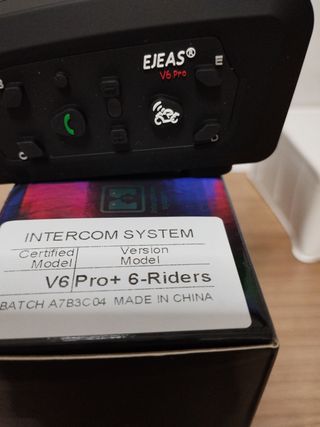 EJEAS®
V6 Pro
B
E
C
INTERCOM SYSTEM
Certified Version
Model Model
V6 Pro+ 6-Riders
BATCH A7B3C04 MADE IN CHINA